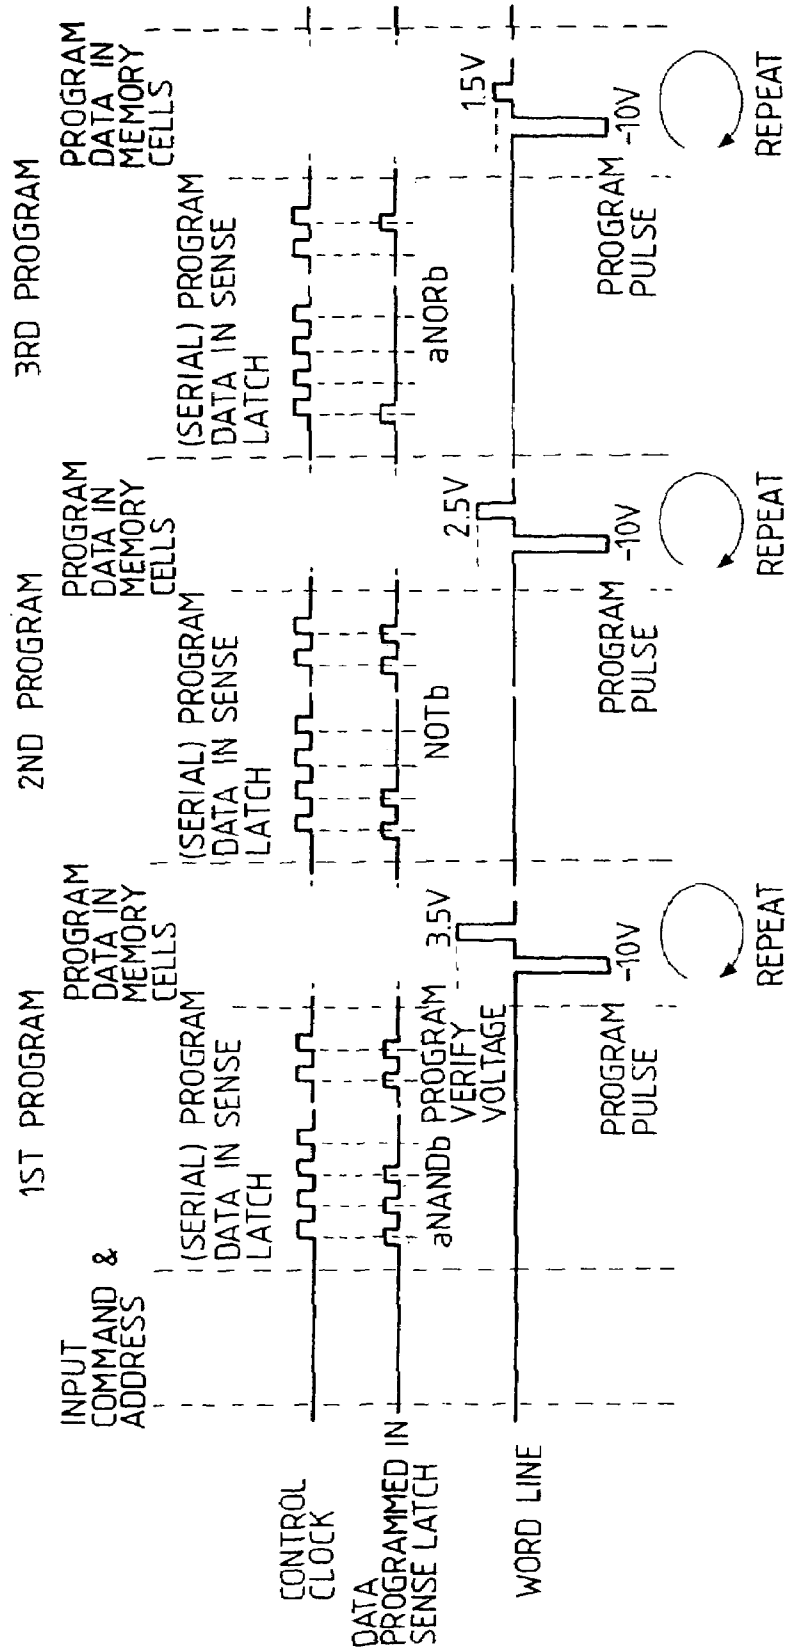 INPUT
COMMAND &
ADDRESS
1ST PROGRAM
(SERIAL) PROGRAM
DATA IN SENSE
LATCH
PROGRAM
DATA IN
MEMORY
CELLS
2ND PROGRAM
(SERIAL) PROGRAM
DATA IN SENSE
LATCH
PROGRAM
DATA IN
MEMORY
CELLS
3RD PROGRAM
(SERIAL) PROGRAM
DATA IN SENSE
LATCH
PROGRAM
DATA IN
MEMORY
CELLS
CONTROL
CLOCK
DATA
PROGRAMMED IN
SENSE LATCH
aNANDb
NOTb
aNORb
PROGRAM
VERIFY
VOLTAGE
3.5V
2.5V
1.5V
WORD LINE
PROGRAM
PULSE
-10V
REPEAT
PROGRAM
PULSE
-10V
REPEAT
PROGRAM
PULSE
-10V
REPEAT